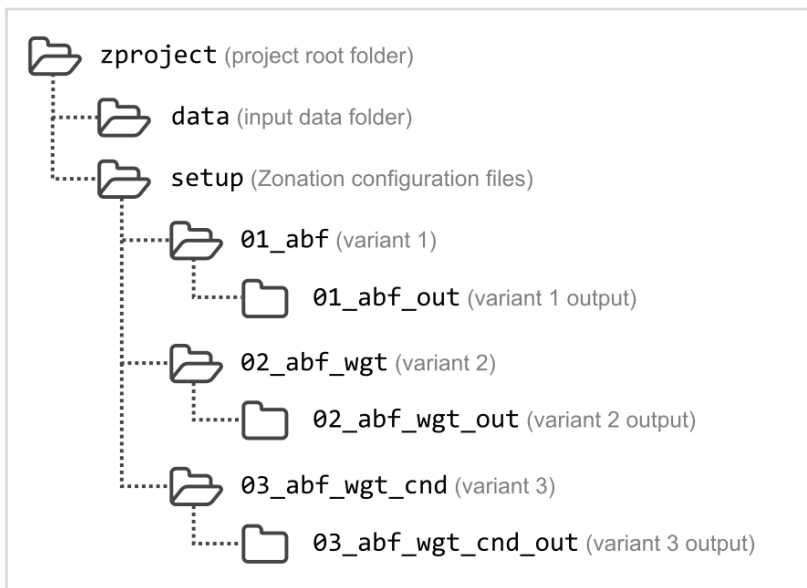 zproject (project root folder)
data (input data folder)
setup (Zonation configuration files)
01_abf (variant 1)
01_abf_out (variant 1 output)
02_abf_wgt (variant 2)
02_abf_wgt_out (variant 2 output)
03_abf_wgt_cnd (variant 3)
03_abf_wgt_cnd_out (variant 3 output)